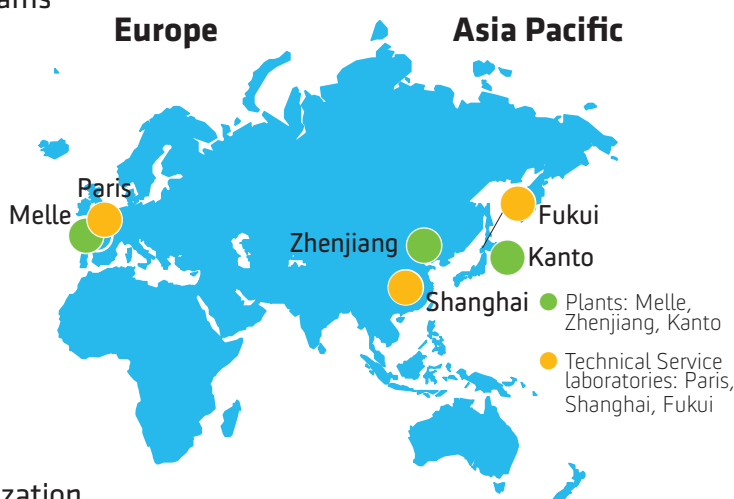 Europe
Asia Pacific
Paris
Melle
Fukui
Zhenjiang
Kanto
Shanghai
Plants: Melle,
Zhenjiang, Kanto
Technical Service
laboratories: Paris,
Shanghai, Fukui
zation